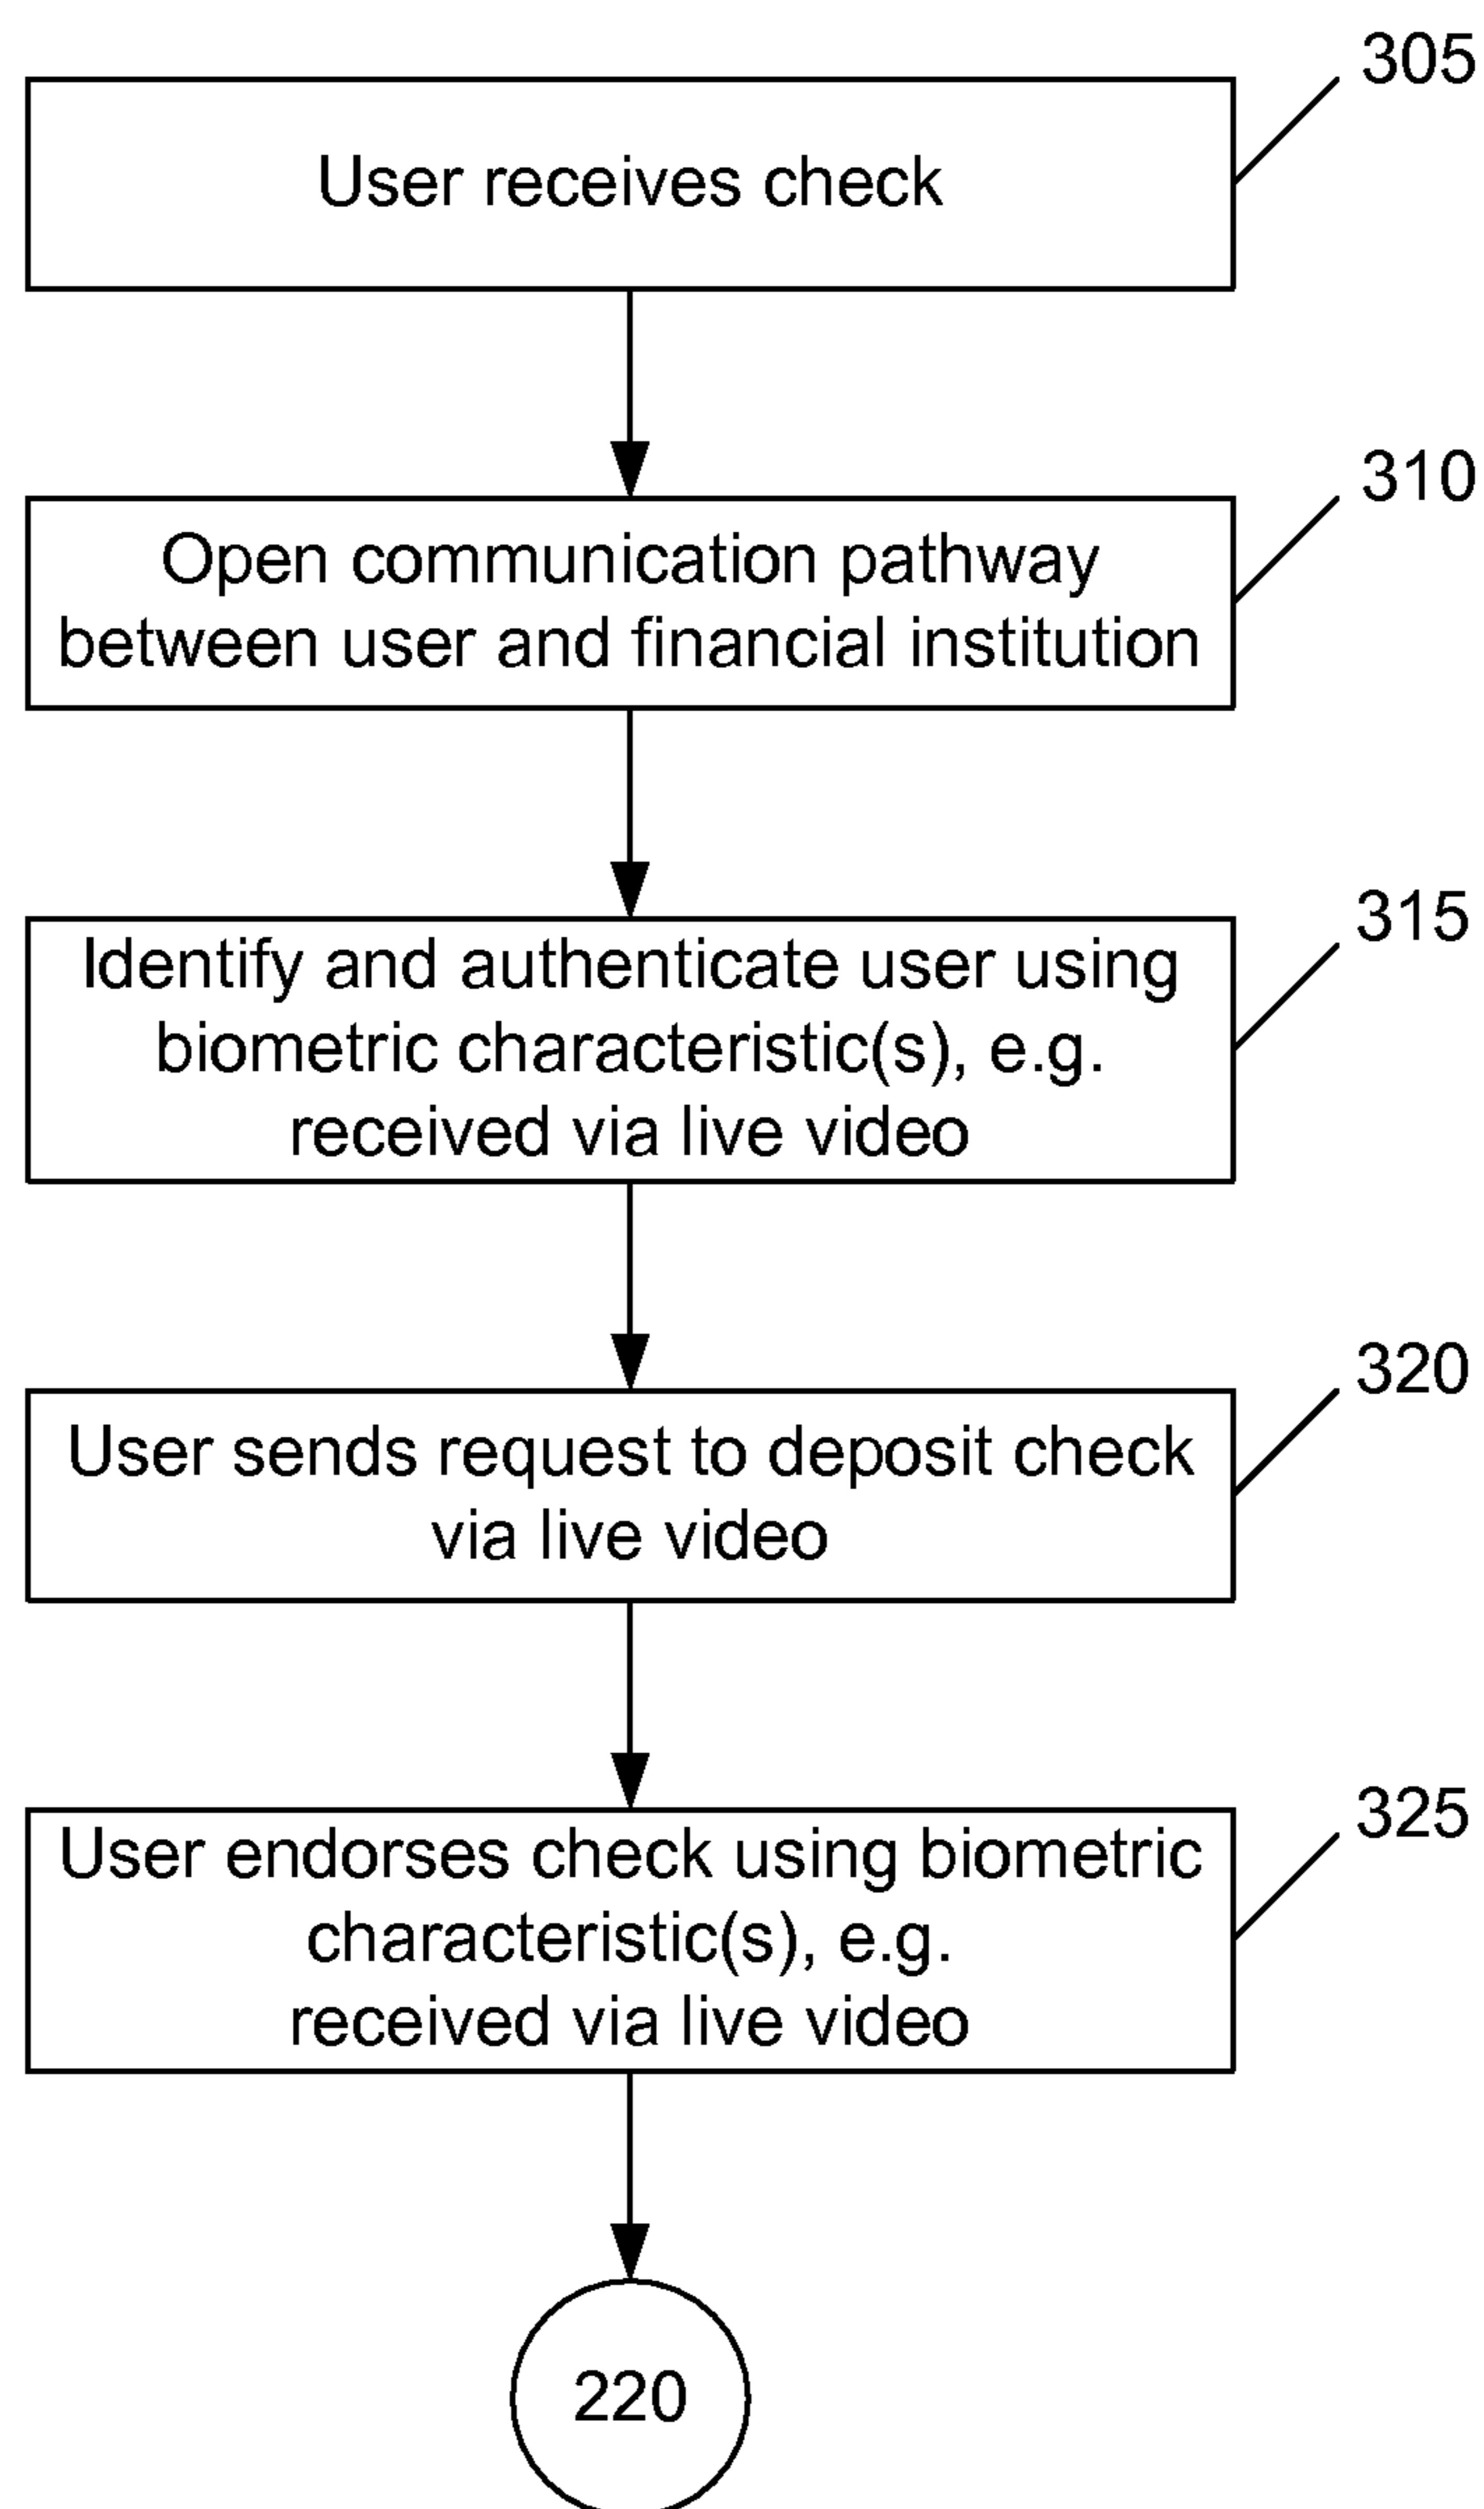 305
User receives check
310
Open communication pathway
between user and financial institution
315
Identify and authenticate user using
biometric characteristic(s), e.g.
received via live video
320
User sends request to deposit check
via live video
325
User endorses check using biometric
characteristic(s), e.g.
received via live video
220